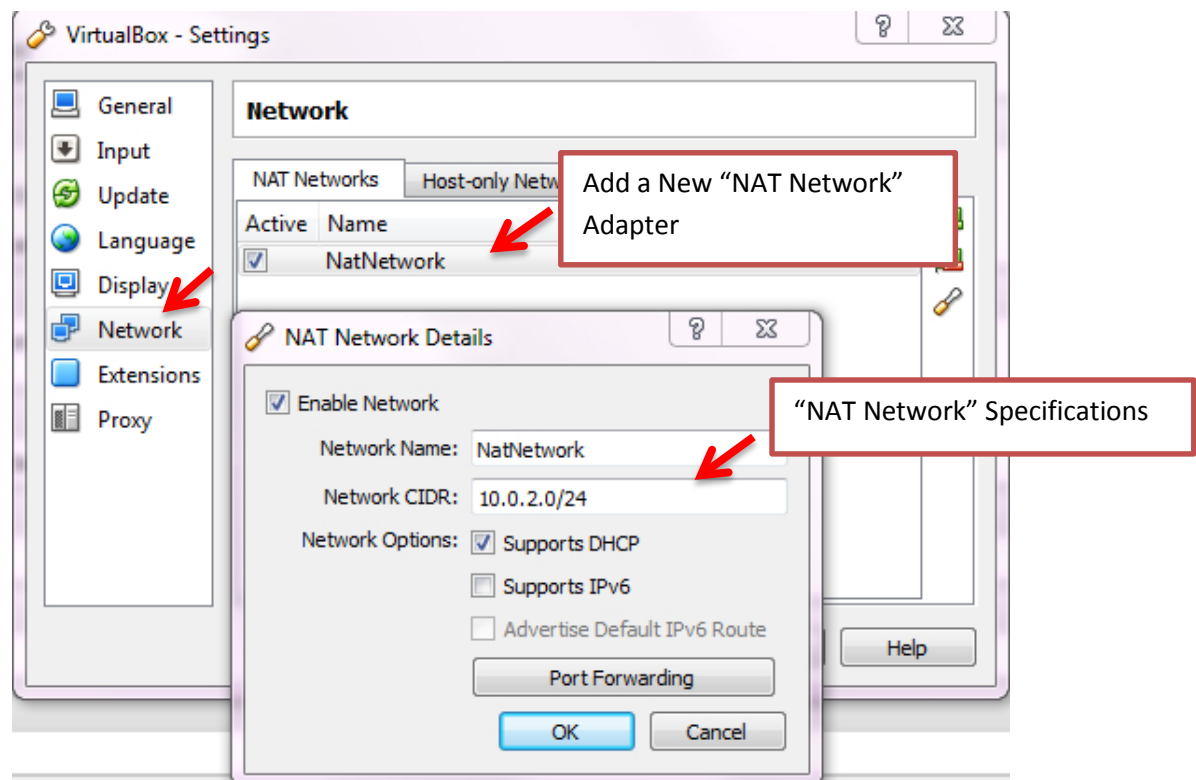 VirtualBox - Settings
General
Input
Update
Language
Display
Network
Extensions
Proxy
Network
NAT Networks
Host-only Netw
Active Name
NatNetwork
Add a New “NAT Network”
Adapter
NAT Network Details
Enable Network
Network Name: NatNetwork
Network CIDR: 10.0.2.0/24
Network Options: Supports DHCP
Supports IPv6
Advertise Default IPv6 Route
Port Forwarding
OK
Cancel
“NAT Network” Specifications
Help